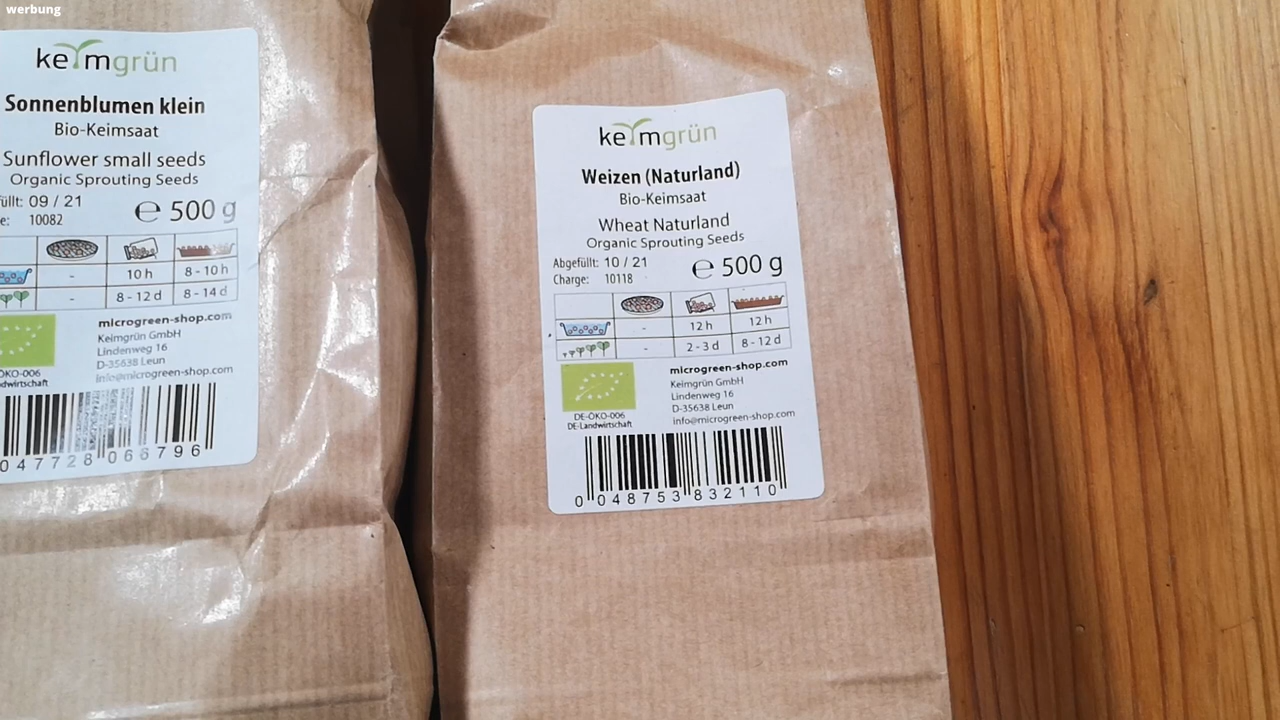 werbung
keimgrün
Sonnenblumen klein
Bio-Keimsaat
Sunflower small seeds
Organic Sprouting Seeds
09 / 21
10082
℮ 500 g
- 10 h 8 - 10 h
- 8 - 12 d 8 - 14 d
microgreen-shop.com
Keimgrün GmbH
Lindenweg 16
D-35638 Leun
info@microgreen-shop.com
ÖKO-006
047728066796
keimgrün
Weizen (Naturland)
Bio-Keimsaat
Wheat Naturland
Organic Sprouting Seeds
Abgefüllt: 10 / 21
Charge: 10118
℮ 500 g
- 12 h 12 h
- 2 - 3 d 8 - 12 d
microgreen-shop.com
Keimgrün GmbH
Lindenweg 16
D-35638 Leun
info@microgreen-shop.com
DE-ÖKO-006
DE-Landwirtschaft
0 048753 832110